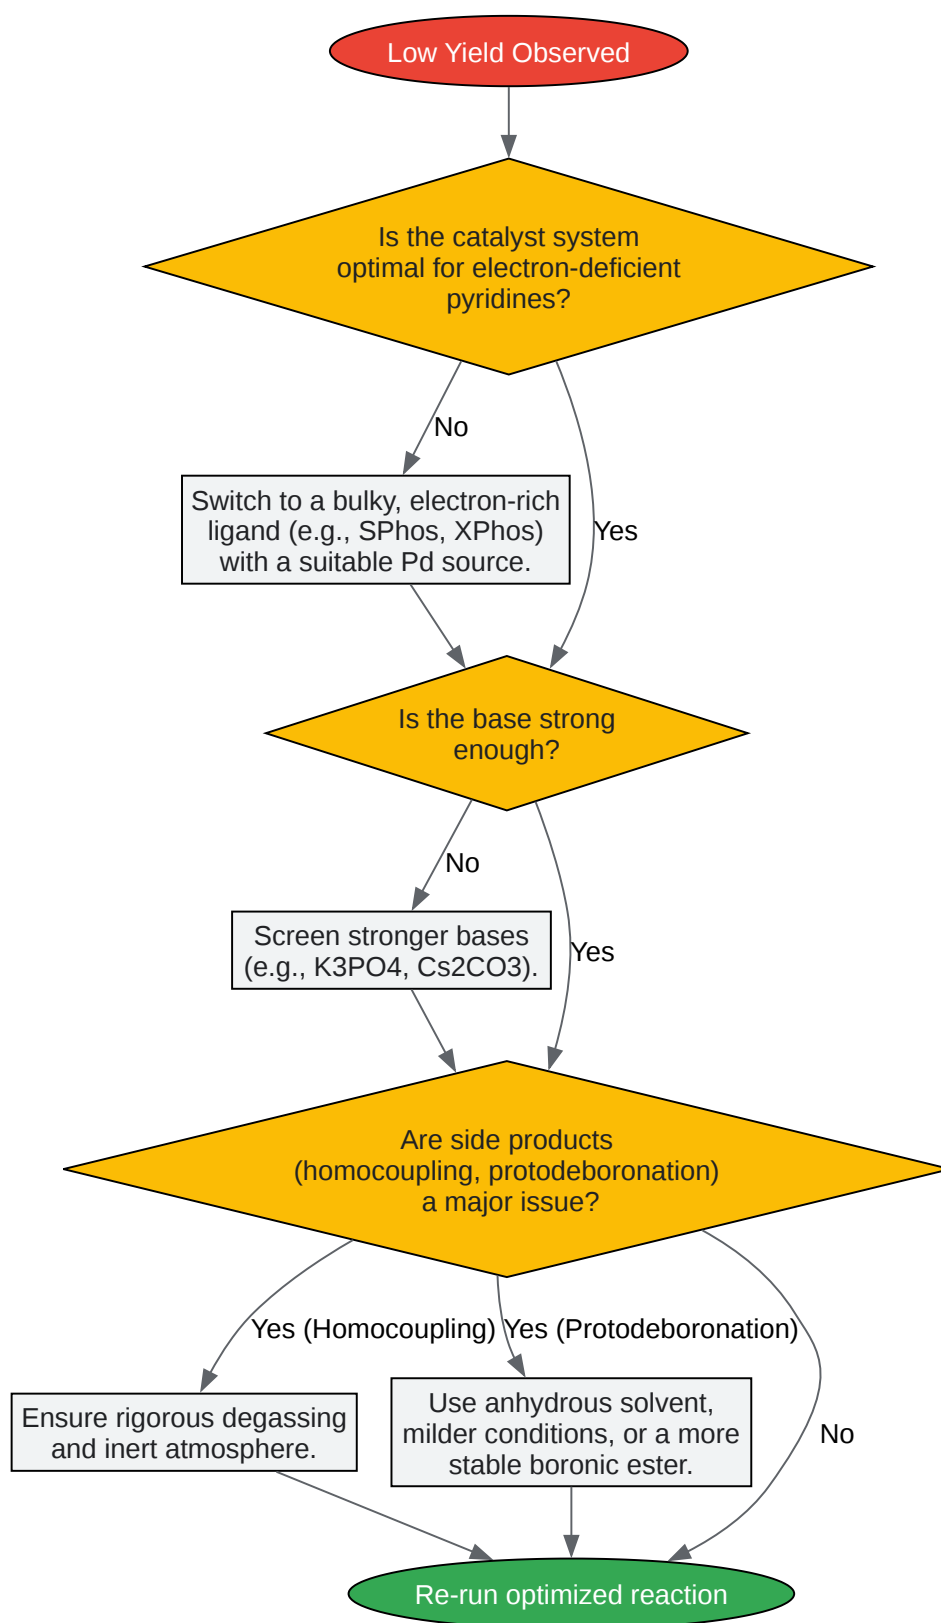 Low Yield Observed
Is the catalyst system
optimal for electron-deficient
pyridines?
No
Yes
Switch to a bulky, electron-rich
ligand (e.g., SPhos, XPhos)
with a suitable Pd source.
Is the base strong
enough?
No
Yes
Screen stronger bases
(e.g., K3PO4, Cs2CO3).
Are side products
(homocoupling, protodeboronation)
a major issue?
Yes (Homocoupling)
Yes (Protodeboronation)
No
Ensure rigorous degassing
and inert atmosphere.
Use anhydrous solvent,
milder conditions, or a more
stable boronic ester.
Re-run optimized reaction